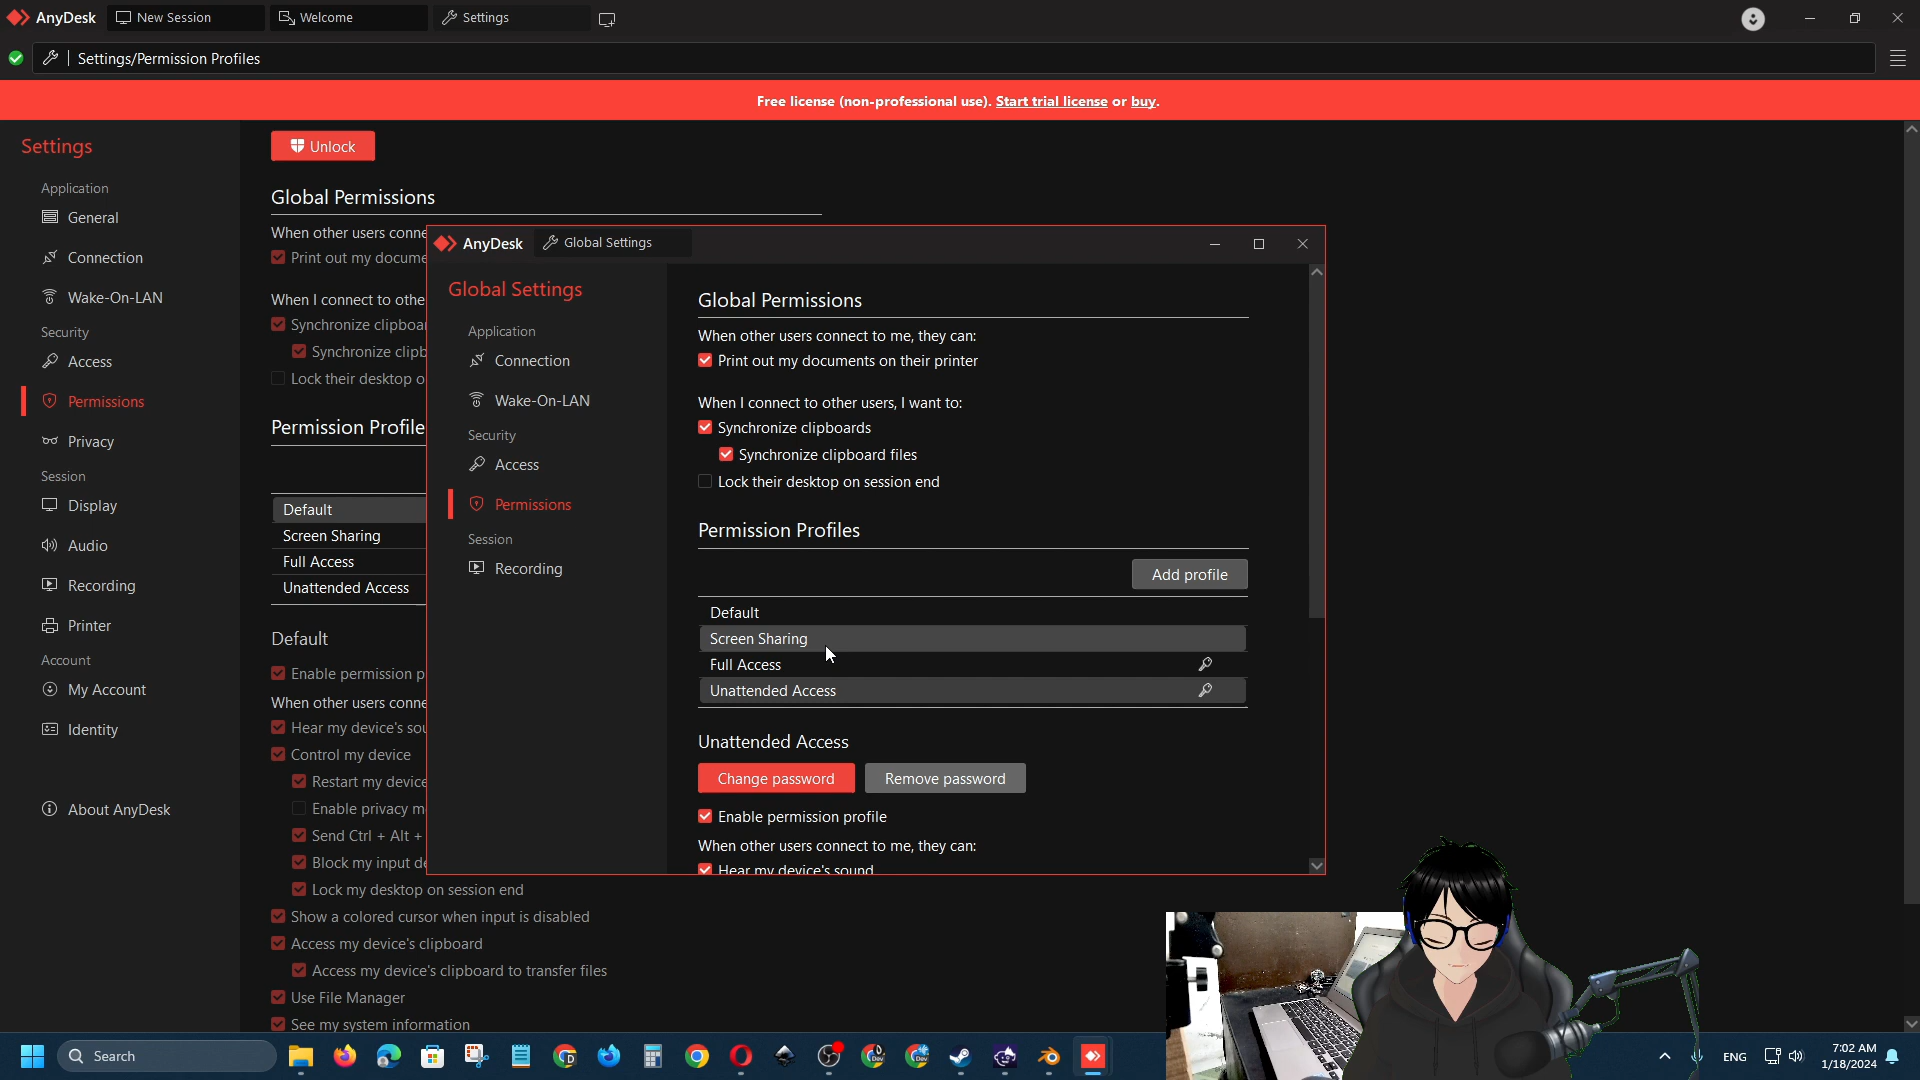 AnyDesk New Session Welcome Settings
Settings/Permission Profiles
Free license (non-professional use). Start trial license or buy.
Settings
Application
General
Connection
Wake-On-LAN
Security
Access
Permissions
Privacy
Session
Display
Audio
Recording
Printer
Account
My Account
Identity
About AnyDesk
Unlock
Global Permissions
When other users conne
Print out my docume
When I connect to othe
Synchronize clipboar
Synchronize clipb
Lock their desktop o
Permission Profile
Default
Screen Sharing
Full Access
Unattended Access
Default
Enable permission p
When other users conne
Hear my device's sou
Control my device
Restart my device
Enable privacy m
Send Ctrl + Alt +
Block my input de
Lock my desktop on session end
Show a colored cursor when input is disabled
Access my device's clipboard
Access my device's clipboard to transfer files
Use File Manager
See my system information
AnyDesk Global Settings
Global Settings
Application
Connection
Wake-On-LAN
Security
Access
Permissions
Session
Recording
Global Permissions
When other users connect to me, they can:
Print out my documents on their printer
When I connect to other users, I want to:
Synchronize clipboards
Synchronize clipboard files
Lock their desktop on session end
Permission Profiles
Add profile
Default
Screen Sharing
Full Access
Unattended Access
Unattended Access
Change password Remove password
Enable permission profile
When other users connect to me, they can:
Hear my device's sound
Search
ENG
7:02 AM
1/18/2024